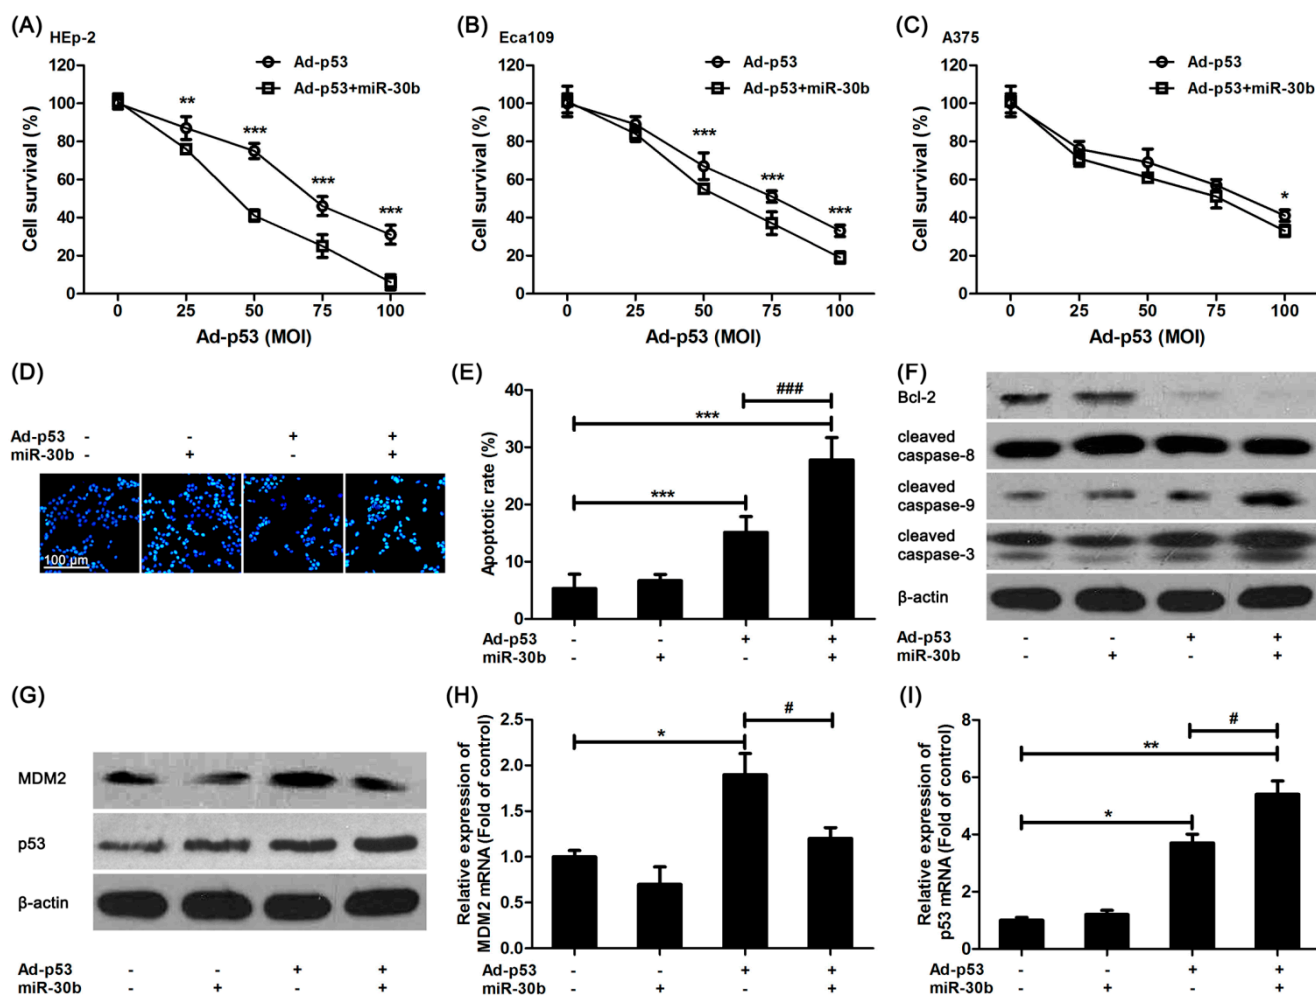 (A) HEp-2
Ad-p53
Ad-p53+miR-30b
Cell survival (%)
120
100
80
60
40
20
0
** *** *** ***
0 25 50 75 100
Ad-p53 (MOI)
(B) Eca109
Ad-p53
Ad-p53+miR-30b
Cell survival (%)
120
100
80
60
40
20
0
*** *** ***
0 25 50 75 100
Ad-p53 (MOI)
(C) A375
Ad-p53
Ad-p53+miR-30b
Cell survival (%)
120
100
80
60
40
20
0
*
0 25 50 75 100
Ad-p53 (MOI)
(D)
Ad-p53 - - + +
miR-30b - + - +
100 μm
(E)
Apoptotic rate (%)
40
30
20
10
0
###
***
***
Ad-p53 - - + +
miR-30b - + - +
(F)
Bcl-2
cleaved
caspase-8
cleaved
caspase-9
cleaved
caspase-3
β-actin
Ad-p53 - - + +
miR-30b - + - +
(G)
MDM2
p53
β-actin
Ad-p53 - - + +
miR-30b - + - +
(H)
Relative expression of
MDM2 mRNA (Fold of control)
2.5
2.0
1.5
1.0
0.5
0.0
#
*
Ad-p53 - - + +
miR-30b - + - +
(I)
Relative expression of
p53 mRNA (Fold of control)
8
6
4
2
0
#
**
*
Ad-p53 - - + +
miR-30b - + - +